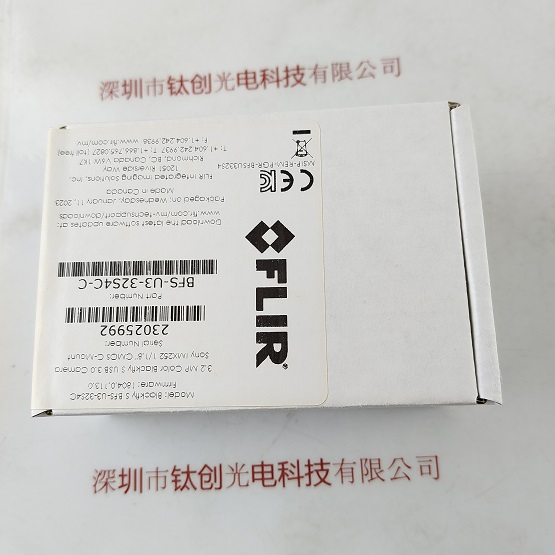 深圳市钛创光电科技有限公司
Model: Blackfly S BFS-U3-32S4C
Firmware: 1804.0.113.0
3.2 MP Color Blackfly S USB 3.0 Camera
Sony IMX252 1/1.8", CMOS C-Mount
Serial Number:
23025992
Part Number:
BFS-U3-32S4C-C
Download the latest software updates at:
www.flir.com/mv-techsupport/downloads
Packaged on: Wednesday, January 11, 2023
Made in Canada
FLIR Integrated Imaging Solutions, Inc.
12051 Riverside Way,
Richmond, BC, Canada V6W 1K7
T: +1.604.242.9937 T: +1.866.765.0827 (toll free)
F: +1.604.242.9938 www.flir.com/mv
FLIR
CE
MSIP-REM-PGR-BFSU33234
深圳市钛创光电科技有限公司